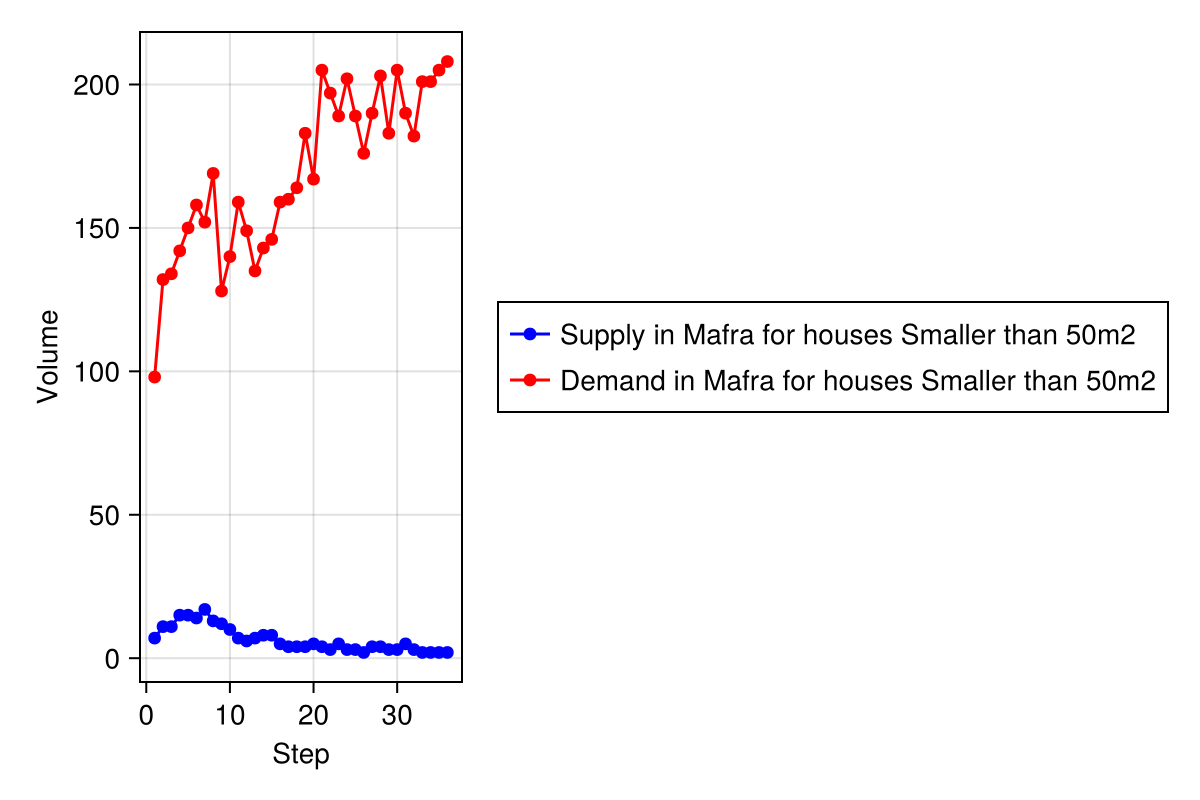 200
150
100
50
0
Volume
0 10 20 30
Step
Supply in Mafra for houses Smaller than 50m2
Demand in Mafra for houses Smaller than 50m2